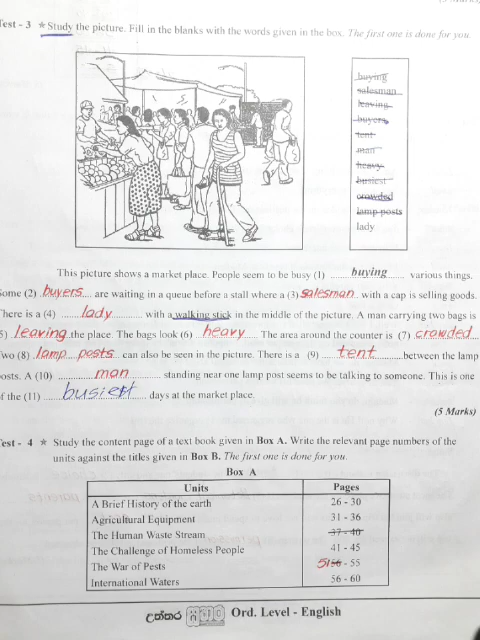 (5 Marks)
Test - 3 * Study the picture. Fill in the blanks with the words given in the box. The first one is done for you.
buying
salesman
leaving
buyers
tent
man
heavy
busiest
crowded
lamp posts
lady
This picture shows a market place. People seem to be busy (1) ........buying...... various things.
Some (2) .buyers.... are waiting in a queue before a stall where a (3) salesman with a cap is selling goods.
There is a (4) ........lady............ with a walking stick in the middle of the picture. A man carrying two bags is
5) leaving the place. The bags look (6) heavy.... The area around the counter is (7) crowded....
Two (8) .lamp... posts.... can also be seen in the picture. There is a (9) ......tent........between the lamp
posts. A (10) ...........man............ standing near one lamp post seems to be talking to someone. This is one
of the (11) .....busiest..... days at the market place.
(5 Marks)
Test - 4 * Study the content page of a text book given in Box A. Write the relevant page numbers of the
units against the titles given in Box B. The first one is done for you.
Box A
Units Pages
A Brief History of the earth 26 - 30
Agricultural Equipment 31 - 36
The Human Waste Stream 37 - 40
The Challenge of Homeless People 41 - 45
The War of Pests 51 - 55
International Waters 56 - 60
උත්තර Ord. Level - English